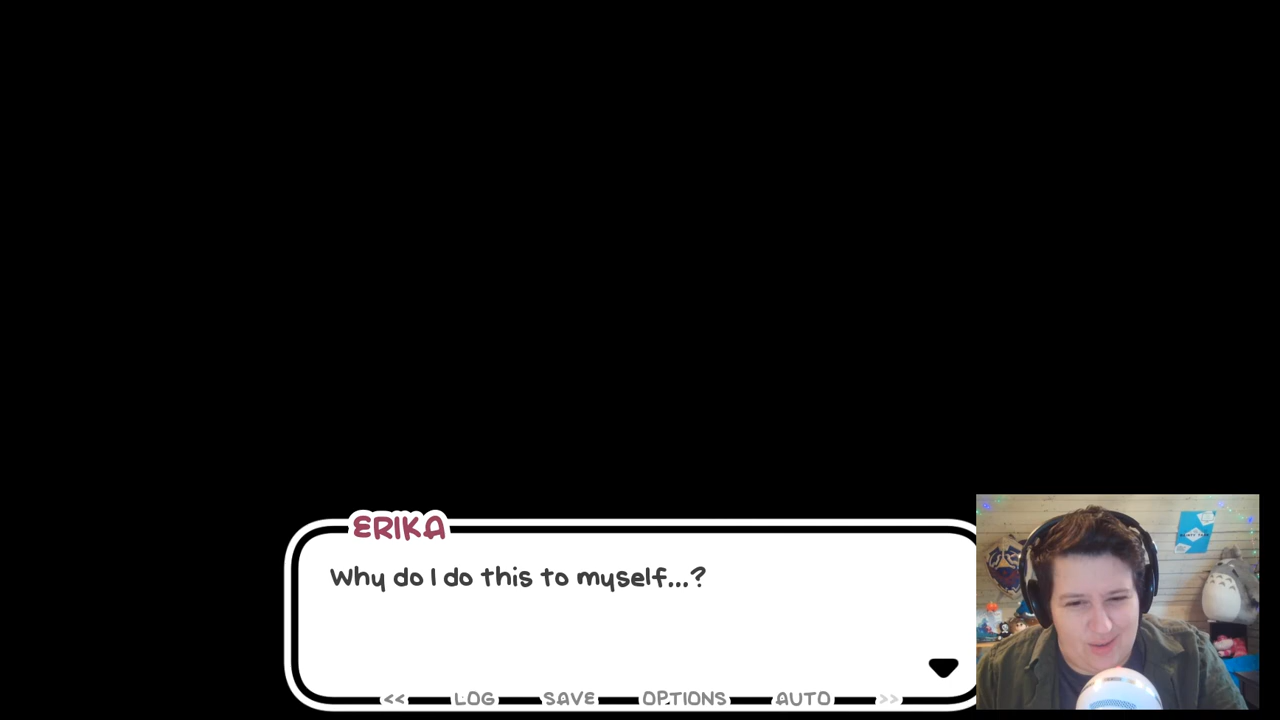 ERIKA
Why do I do this to myself...?
<< LOG SAVE OPTIONS AUTO >>